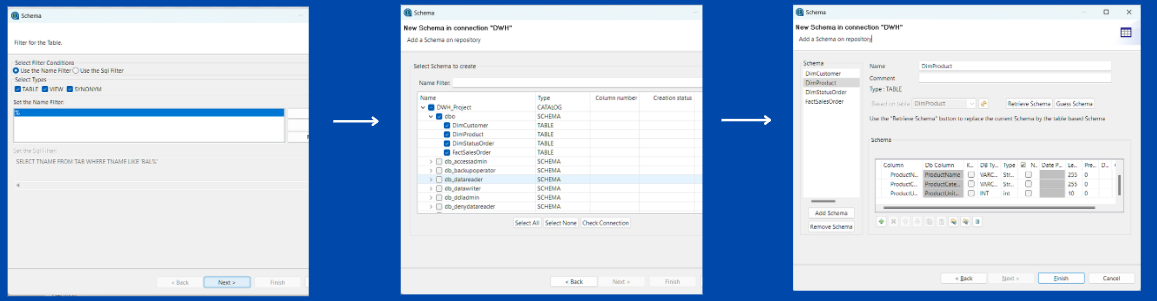 Schema
Filter for the Table.
Select Filter Conditions
Use the Name Filter Use the Sql Filter
Select Types
TABLE VIEW SYNONYM
Set the Name Filter:
%
Set the Sql Filter:
SELECT TNAME FROM TAB WHERE TNAME LIKE 'BAL%'
< Back Next > Finish
Schema
New Schema in connection "DWH"
Add a Schema on repository
Select Schema to create
Name Filter:
Name Type Column number Creation status
DWH_Project CATALOG
dbo SCHEMA
DimCustomer TABLE
DimProduct TABLE
DimStatusOrder TABLE
FactSalesOrder TABLE
db_accessadmin SCHEMA
db_backupoperator SCHEMA
db_datareader SCHEMA
db_datawriter SCHEMA
db_ddladmin SCHEMA
db_denydatareader SCHEMA
Select All Select None Check Connection
< Back Next > Finish
Schema
New Schema in connection "DWH"
Add a Schema on repository
Schema
DimCustomer
DimProduct
DimStatusOrder
FactSalesOrder
Add Schema
Remove Schema
Name DimProduct
Comment
Type : TABLE
Based on table DimProduct Retrieve Schema Guess Schema
Use the "Retrieve Schema" button to replace the current Schema by the table based Schema
Schema
Column Db Column K... DB Ty... Type N.. Date P... Le... Pre... D...
ProductN... ProductName VARC... Str... 255 0
ProductC... ProductCate... VARC... Str... 255 0
ProductU... ProductUnit... INT int 10 0
< Back Next > Finish Cancel